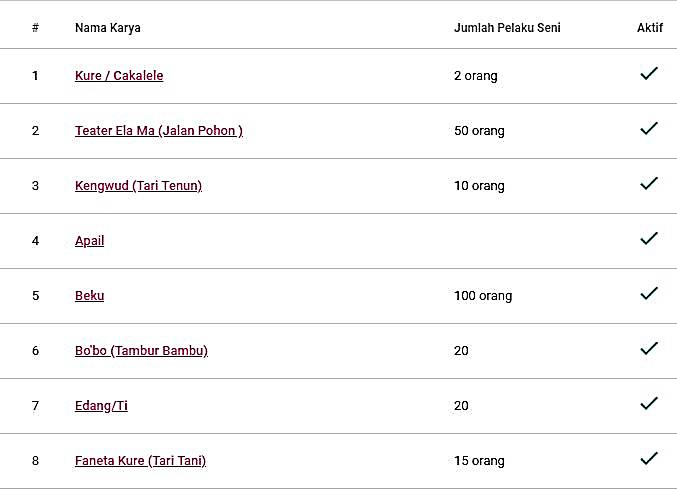 # Nama Karya Jumlah Pelaku Seni Aktif
1 Kure / Cakalele 2 orang
2 Teater Ela Ma (Jalan Pohon ) 50 orang
3 Kengwud (Tari Tenun) 10 orang
4 Apail
5 Beku 100 orang
6 Bo'bo (Tambur Bambu) 20
7 Edang/Ti 20
8 Faneta Kure (Tari Tani) 15 orang